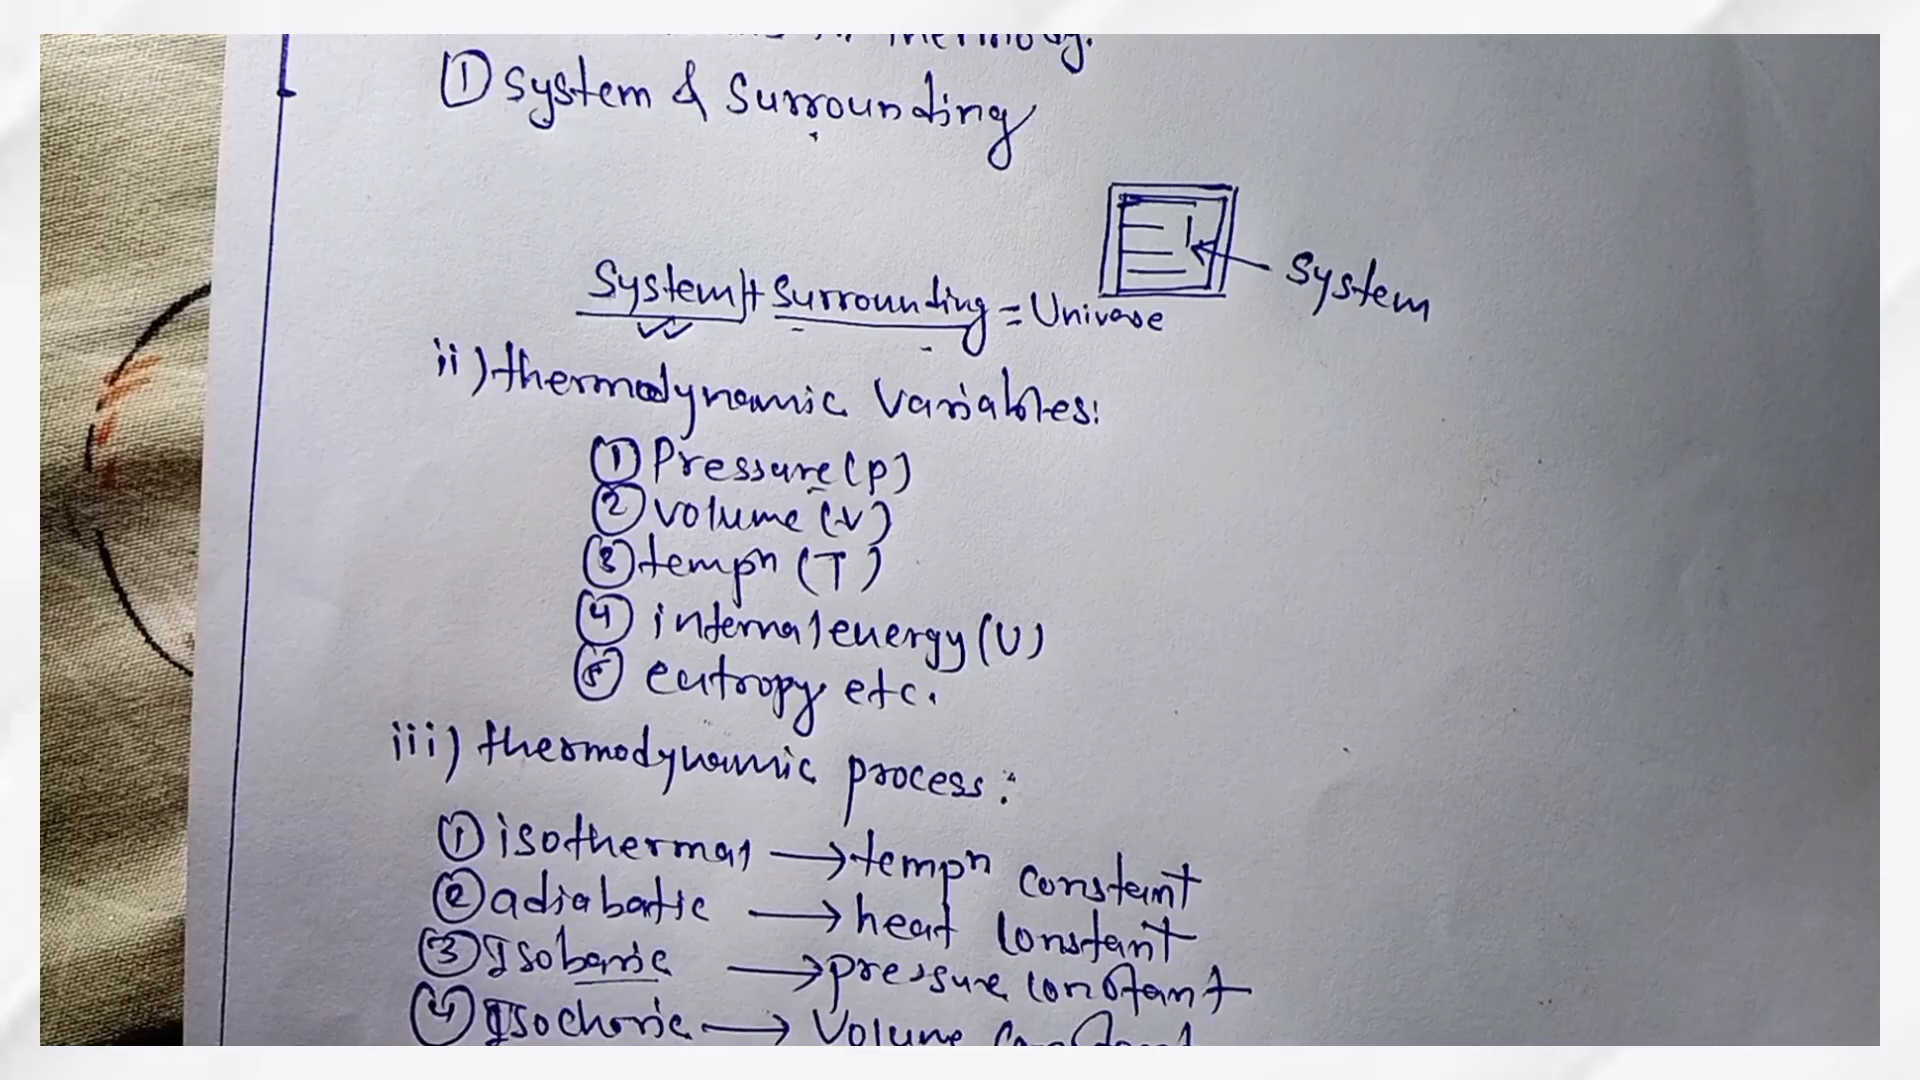 ① System & Surrounding
System
System + Surrounding = Univose
ii) thermodynamic variables:
① Pressure (P)
② volume (V)
③ tempn (T)
④ internal energy (U)
⑤ entropy etc.
iii) thermodynamic process:
① isothermal → tempn constant
② adiabatic → heat constant
③ Isobaric → pressure constant
④ Isochoric → Volume constant